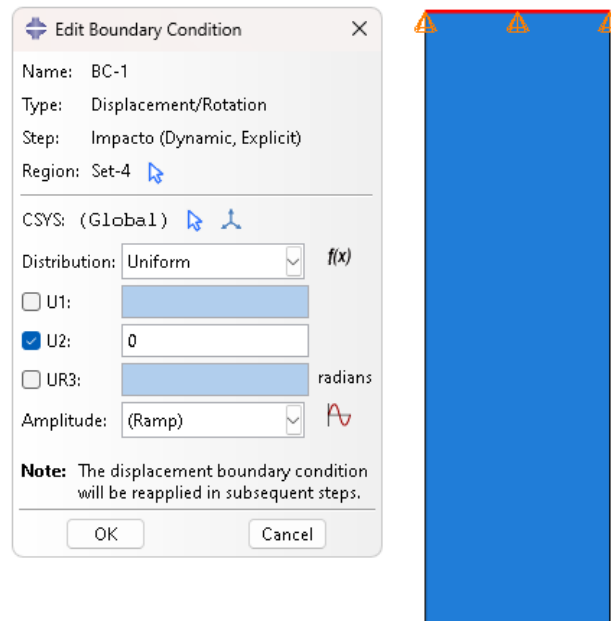 Edit Boundary Condition
Name: BC-1
Type: Displacement/Rotation
Step: Impacto (Dynamic, Explicit)
Region: Set-4
CSYS: (Global)
Distribution: Uniform f(x)
U1:
U2: 0
UR3: radians
Amplitude: (Ramp)
Note: The displacement boundary condition
will be reapplied in subsequent steps.
OK Cancel